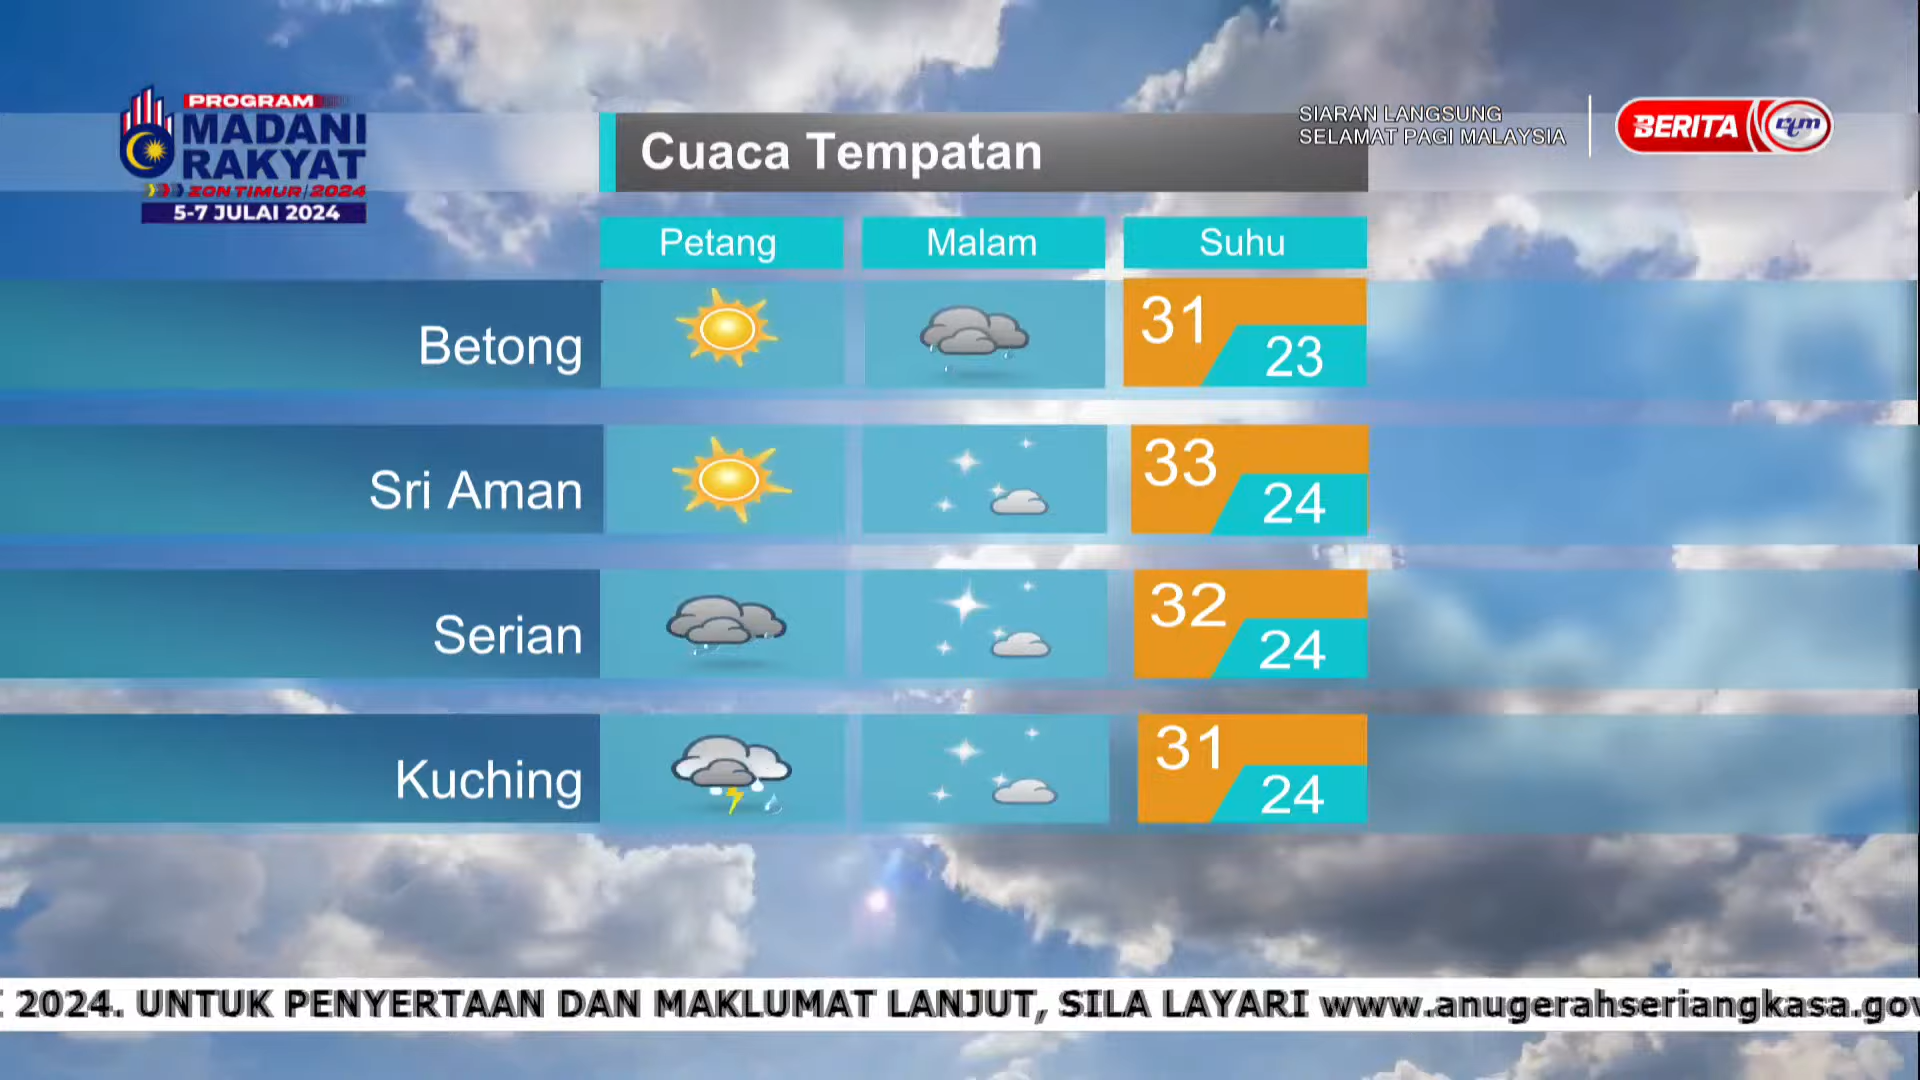 PROGRAM
MADANI
RAKYAT
ZON TIMUR/2024
5-7 JULAI 2024
SIARAN LANGSUNG
SELAMAT PAGI MALAYSIA
BERITA rtm
Cuaca Tempatan
Petang Malam Suhu
Betong 31 23
Sri Aman 33 24
Serian 32 24
Kuching 31 24
2024. UNTUK PENYERTAAN DAN MAKLUMAT LANJUT, SILA LAYARI www.anugerahseriangkasa.gov